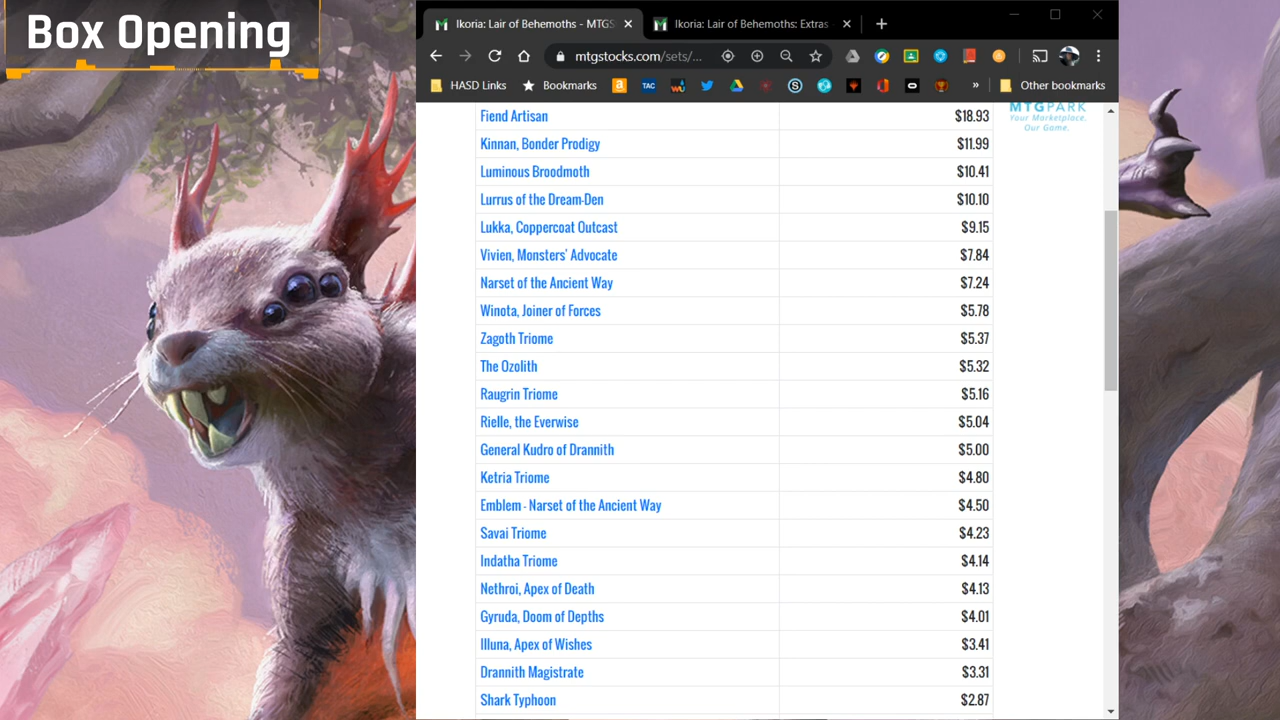 Box Opening
Ikoria: Lair of Behemoths - MTGS
Ikoria: Lair of Behemoths: Extras
mtgstocks.com/sets/...
HASD Links
Bookmarks
TAC
Other bookmarks
MTGPARK
Your Marketplace.
Our Game.
Fiend Artisan $18.93
Kinnan, Bonder Prodigy $11.99
Luminous Broodmoth $10.41
Lurrus of the Dream-Den $10.10
Lukka, Coppercoat Outcast $9.15
Vivien, Monsters' Advocate $7.84
Narset of the Ancient Way $7.24
Winota, Joiner of Forces $5.78
Zagoth Triome $5.37
The Ozolith $5.32
Raugrin Triome $5.16
Rielle, the Everwise $5.04
General Kudro of Drannith $5.00
Ketria Triome $4.80
Emblem - Narset of the Ancient Way $4.50
Savai Triome $4.23
Indatha Triome $4.14
Nethroi, Apex of Death $4.13
Gyruda, Doom of Depths $4.01
Illuna, Apex of Wishes $3.41
Drannith Magistrate $3.31
Shark Typhoon $2.87